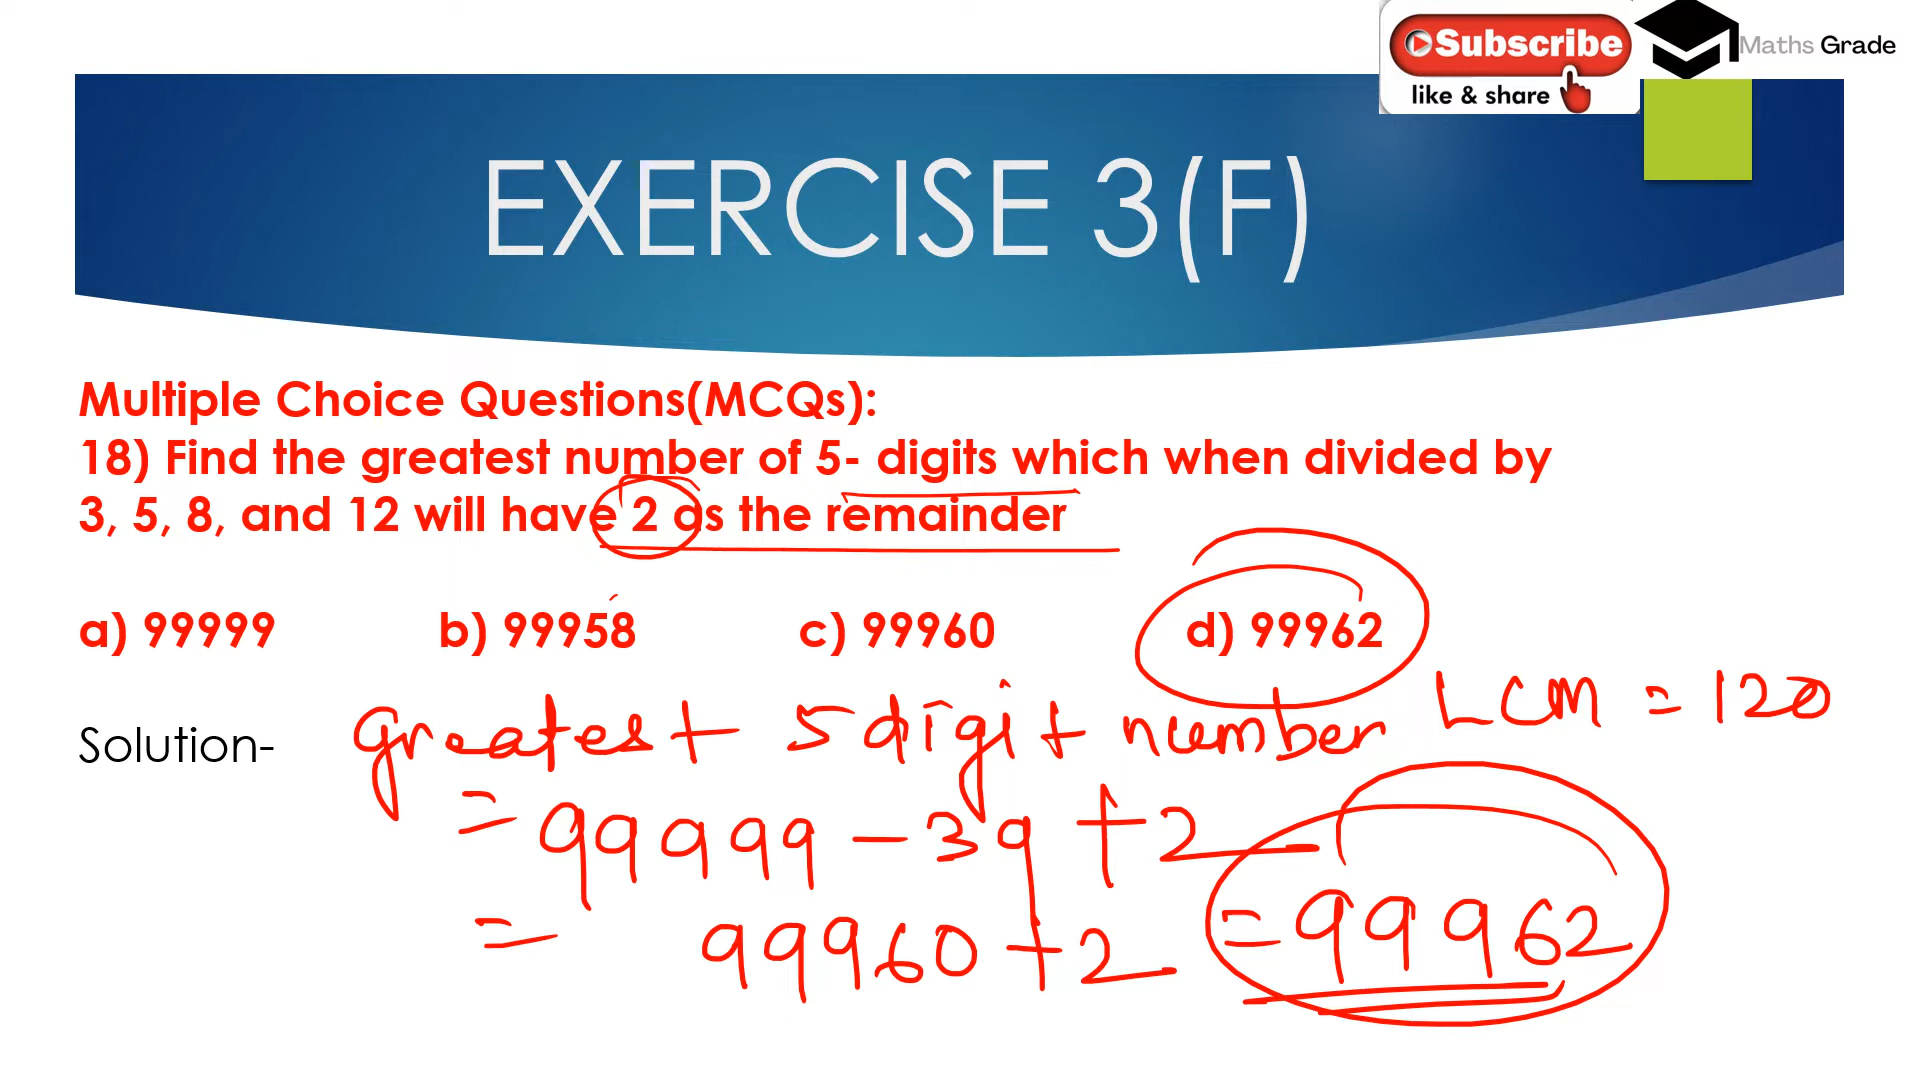 Subscribe
like & share
Maths Grade
EXERCISE 3(F)
Multiple Choice Questions(MCQs):
18) Find the greatest number of 5- digits which when divided by
3, 5, 8, and 12 will have 2 as the remainder
a) 99999 b) 99958 c) 99960 d) 99962
LCM = 120
Solution- greatest 5 digit number
= 99999 - 39 + 2
= 99960 + 2 = 99962